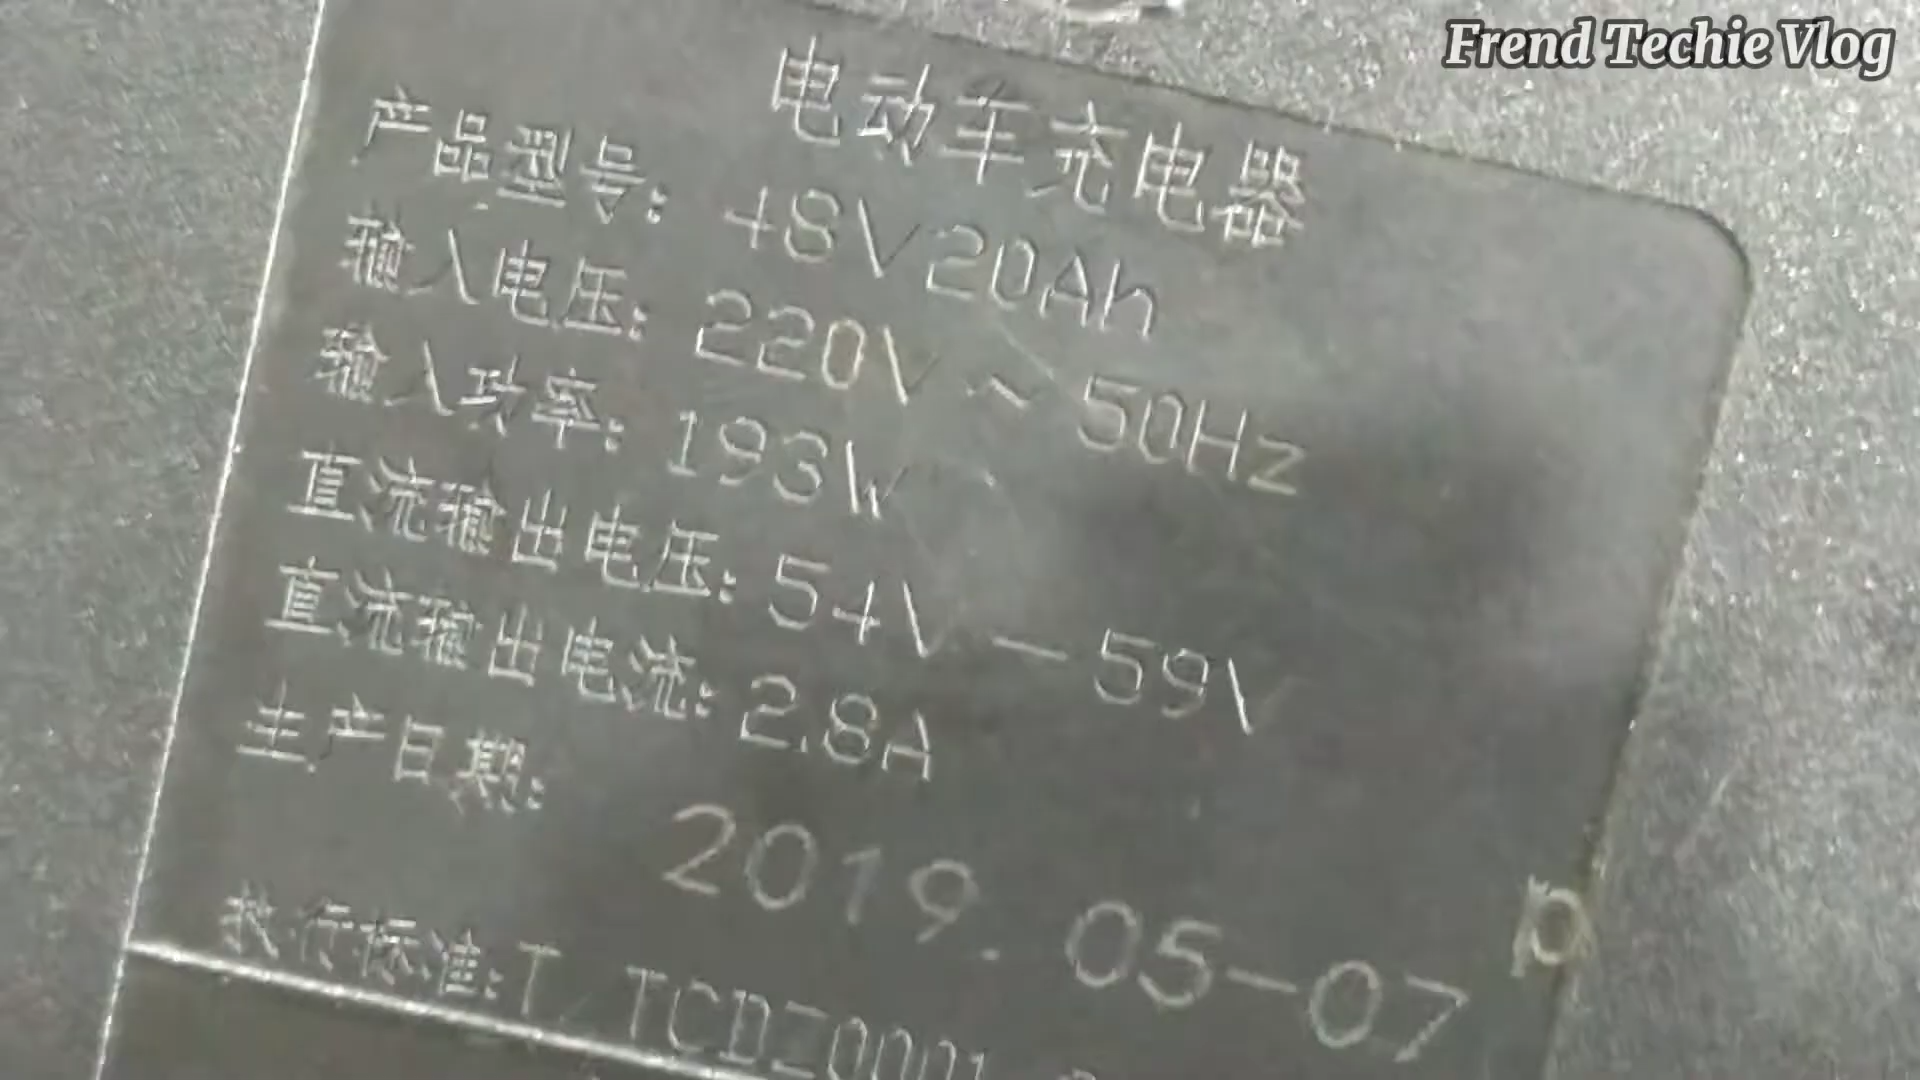 Frend Techie Vlog
电动车充电器
产品型号: 48V20Ah
输入电压: 220V ~ 50Hz
输入功率: 193W
直流输出电压: 54V — 59V
直流输出电流: 2.8A
生产日期:
2019.05-07
执行标准: T/TCDZ0001